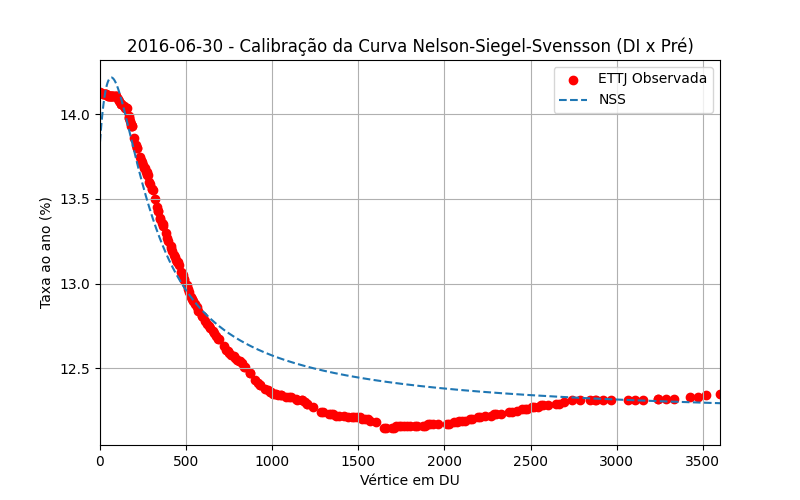 2016-06-30 - Calibração da Curva Nelson-Siegel-Svensson (DI x Pré)
ETTJ Observada
NSS
Taxa ao ano (%)
14.0
13.5
13.0
12.5
0 500 1000 1500 2000 2500 3000 3500
Vértice em DU